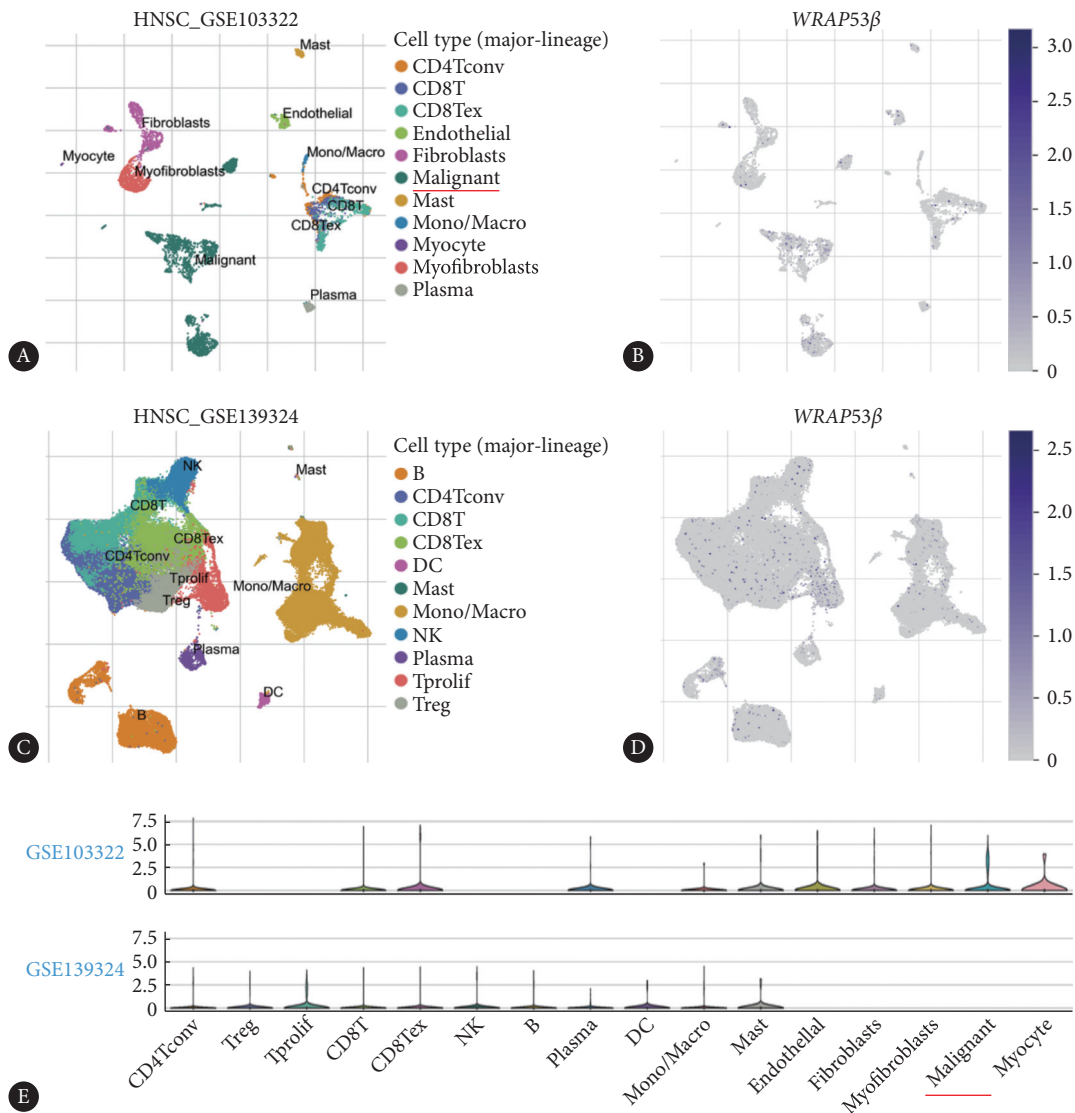 HNSC_GSE103322
Mast
Endothelial
Fibroblasts
Mono/Macro
Myocyte
Myofibroblasts
CD4Tconv
CD8T
CD8Tex
Malignant
Plasma
A
Cell type (major-lineage)
CD4Tconv
CD8T
CD8Tex
Endothelial
Fibroblasts
Malignant
Mast
Mono/Macro
Myocyte
Myofibroblasts
Plasma
WRAP53β
3.0
2.5
2.0
1.5
1.0
0.5
0
B
HNSC_GSE139324
NK
Mast
CD8T
CD8Tex
CD4Tconv
Tprolif
Mono/Macro
Treg
Plasma
DC
B
C
Cell type (major-lineage)
B
CD4Tconv
CD8T
CD8Tex
DC
Mast
Mono/Macro
NK
Plasma
Tprolif
Treg
WRAP53β
2.5
2.0
1.5
1.0
0.5
0
D
GSE103322
7.5
5.0
2.5
0
GSE139324
7.5
5.0
2.5
0
CD4Tconv
Treg
Tprolif
CD8T
CD8Tex
NK
B
Plasma
DC
Mono/Macro
Mast
Endothellal
Fibroblasts
Myofibroblasts
Malignant
Myocyte
E